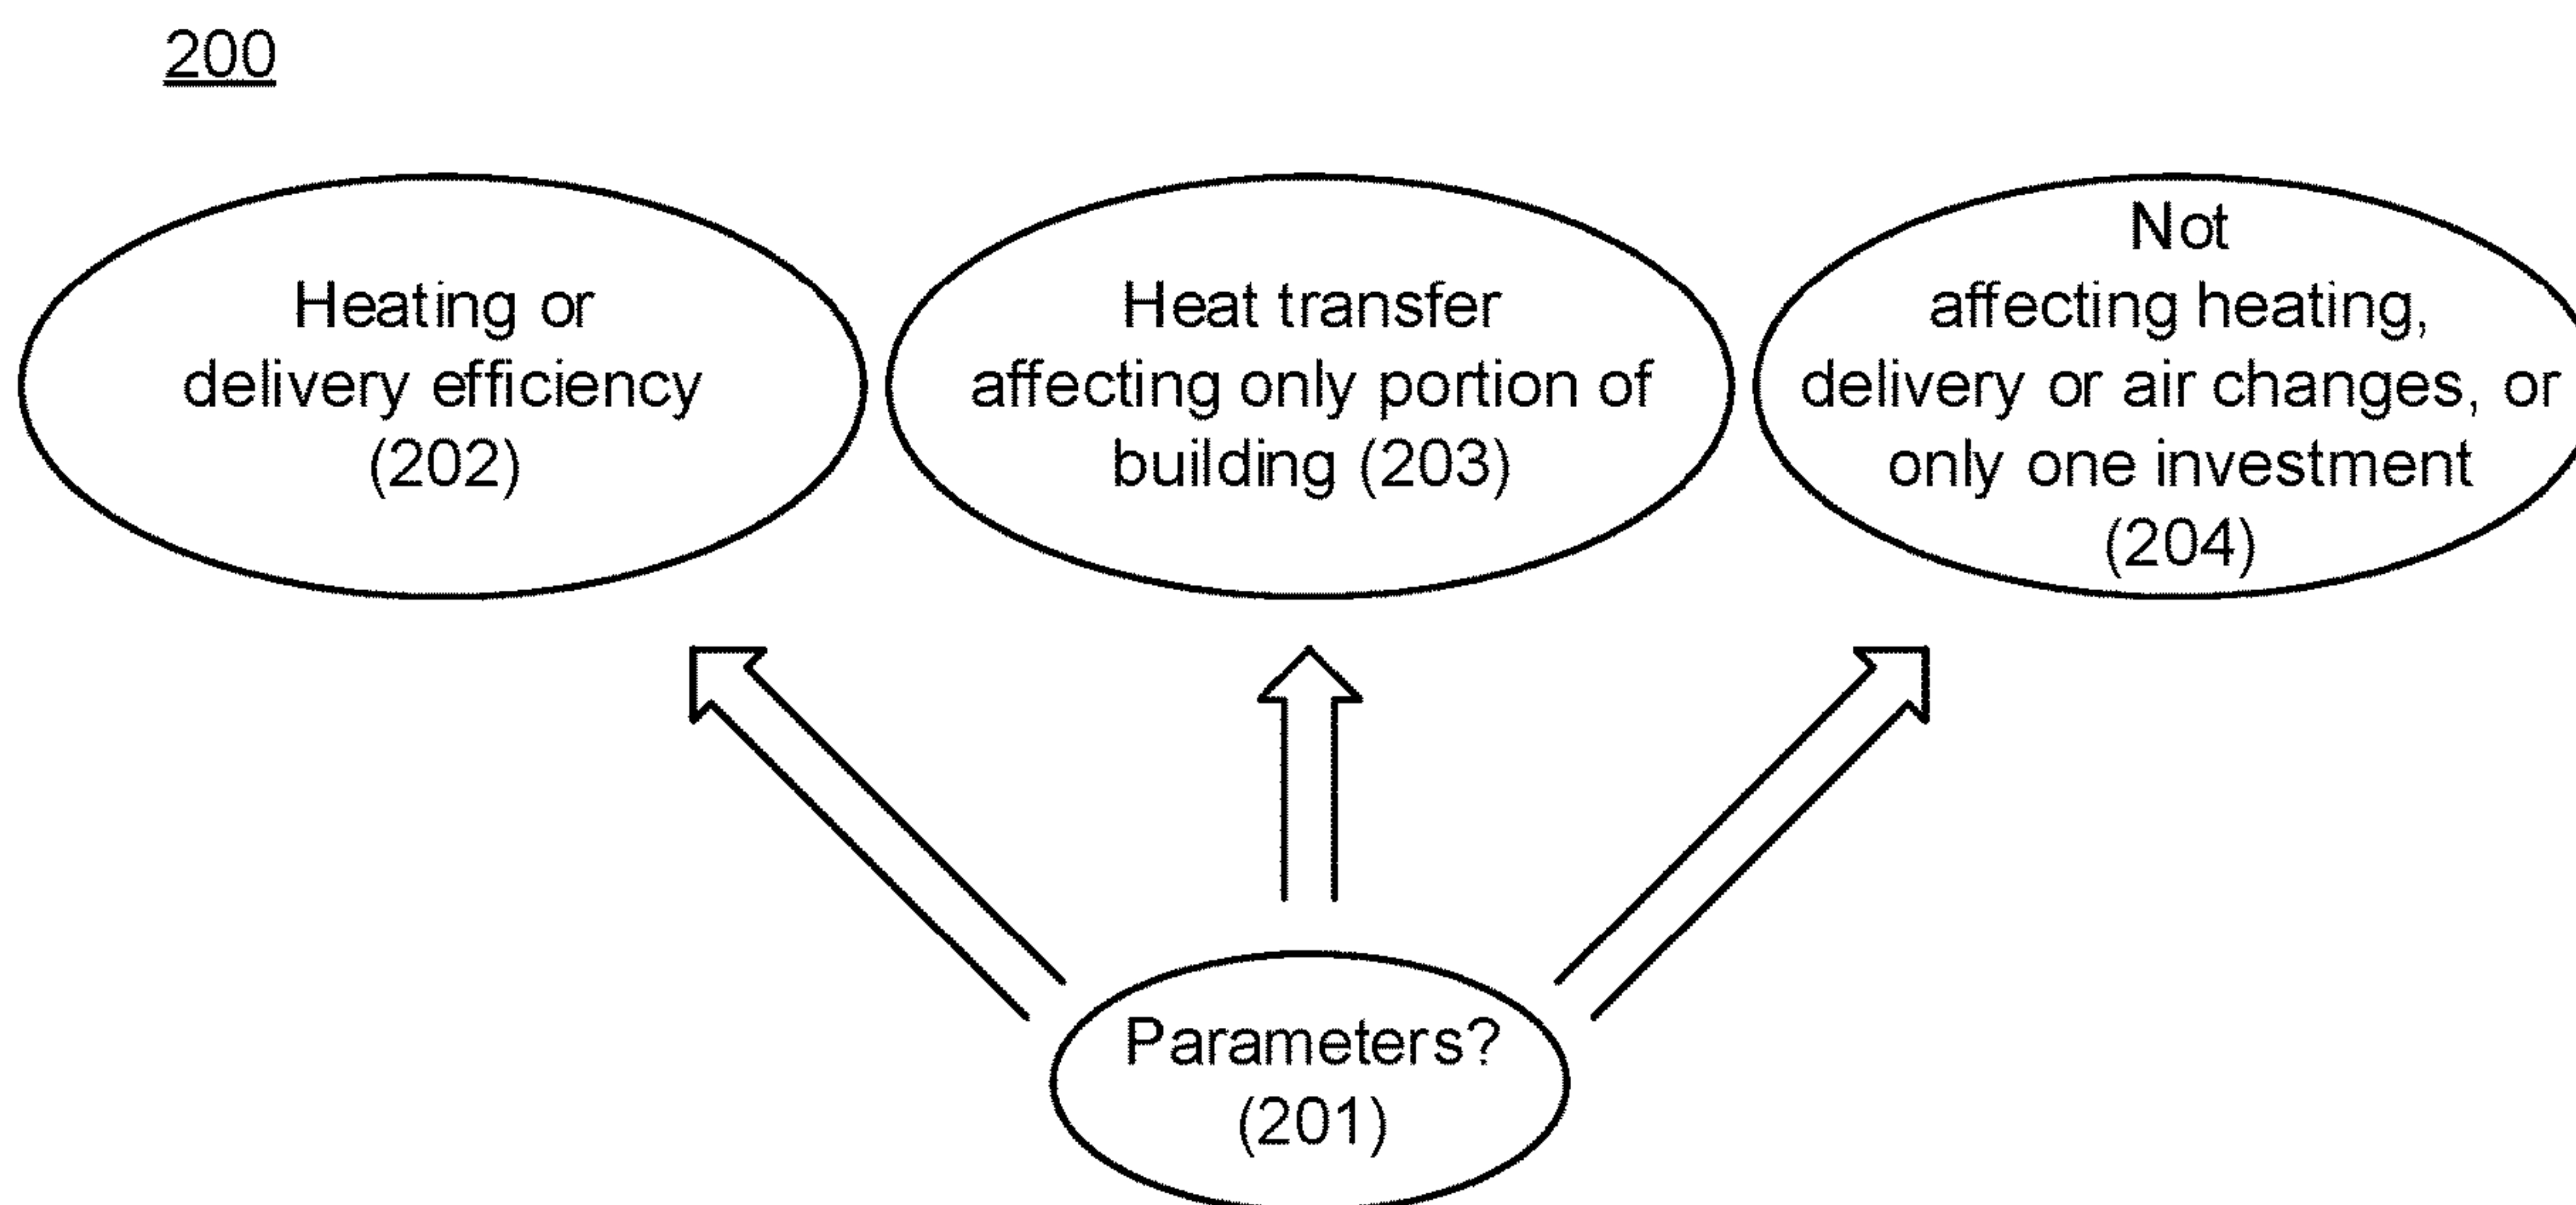 200
Heating or
delivery efficiency
(202)
Heat transfer
affecting only portion of
building (203)
Not
affecting heating,
delivery or air changes, or
only one investment
(204)
Parameters?
(201)